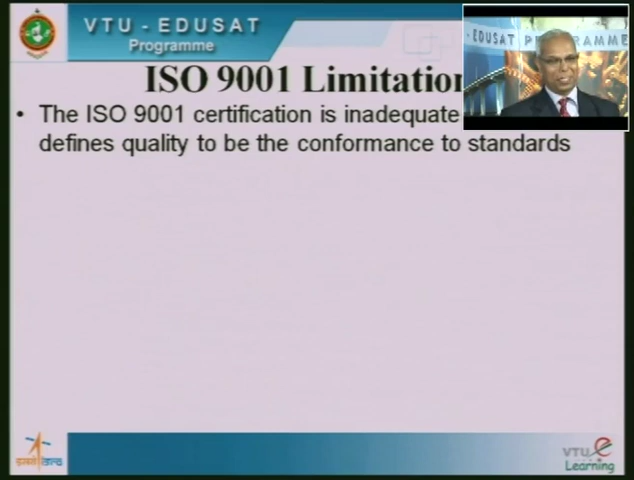 VTU - EDUSAT
Programme
- EDUSAT PROGRAMME
ISO 9001 Limitation
• The ISO 9001 certification is inadequate
defines quality to be the conformance to standards
VTU
Learning